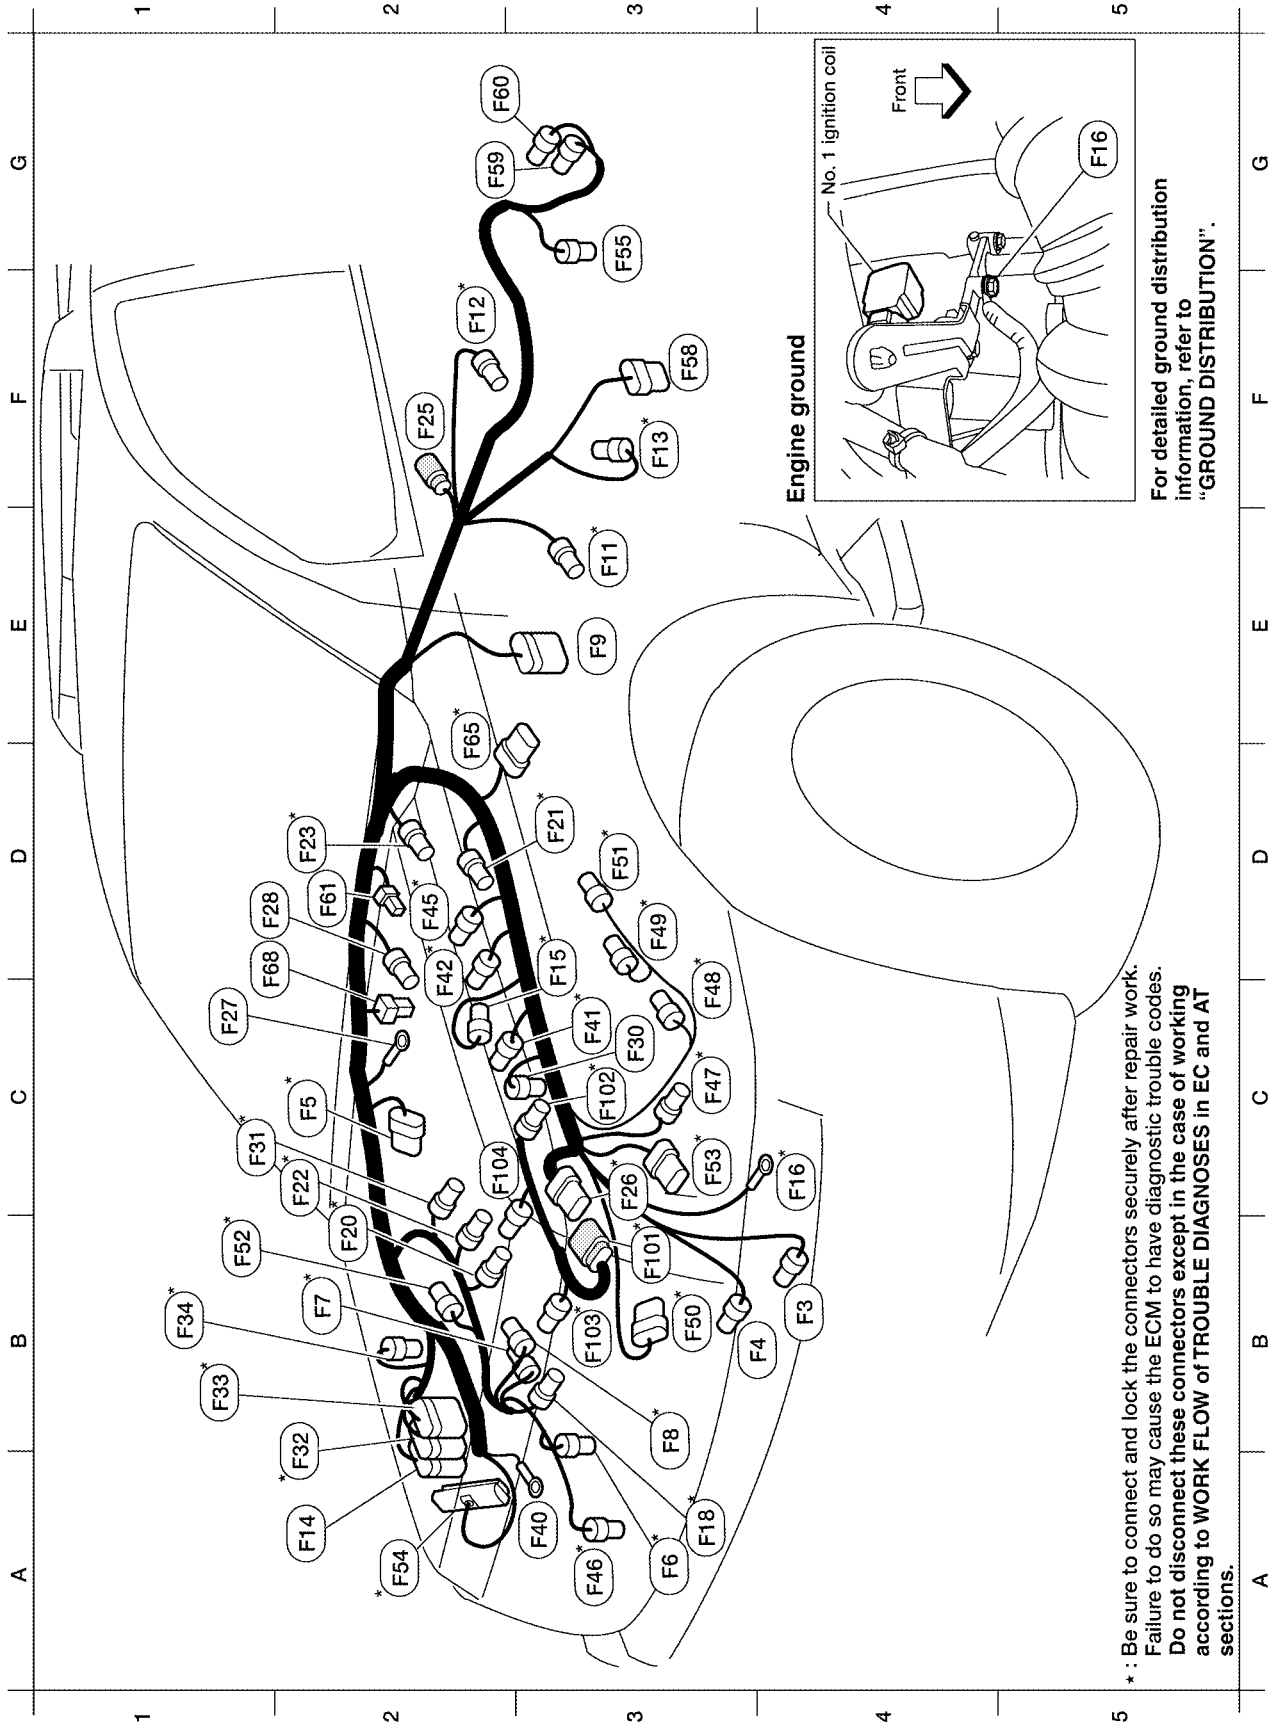 A B C D E F G
1 1
F34*
F33*
F31*
F27
F52*
F68
F28
F32*
F22*
F5*
F23*
F14
F7*
F20*
F61
2 2
F54*
F25
F45*
F42*
F65*
F12*
F104
F59
F60
F40
F15*
F21*
F46*
F103*
F102*
F41*
F9
F11*
F51*
F55
F26*
F30
3 3
F101*
F49*
F13*
F6*
F8*
F50*
F58
F18*
F53*
F47*
F48*
F4
F3
F16*
Engine ground
No. 1 ignition coil
4 4
Front
F16
For detailed ground distribution
information, refer to
“GROUND DISTRIBUTION”.
5 5
* : Be sure to connect and lock the connectors securely after repair work.
Failure to do so may cause the ECM to have diagnostic trouble codes.
Do not disconnect these connectors except in the case of working
according to WORK FLOW of TROUBLE DIAGNOSES in EC and AT
sections.
A B C D E F G